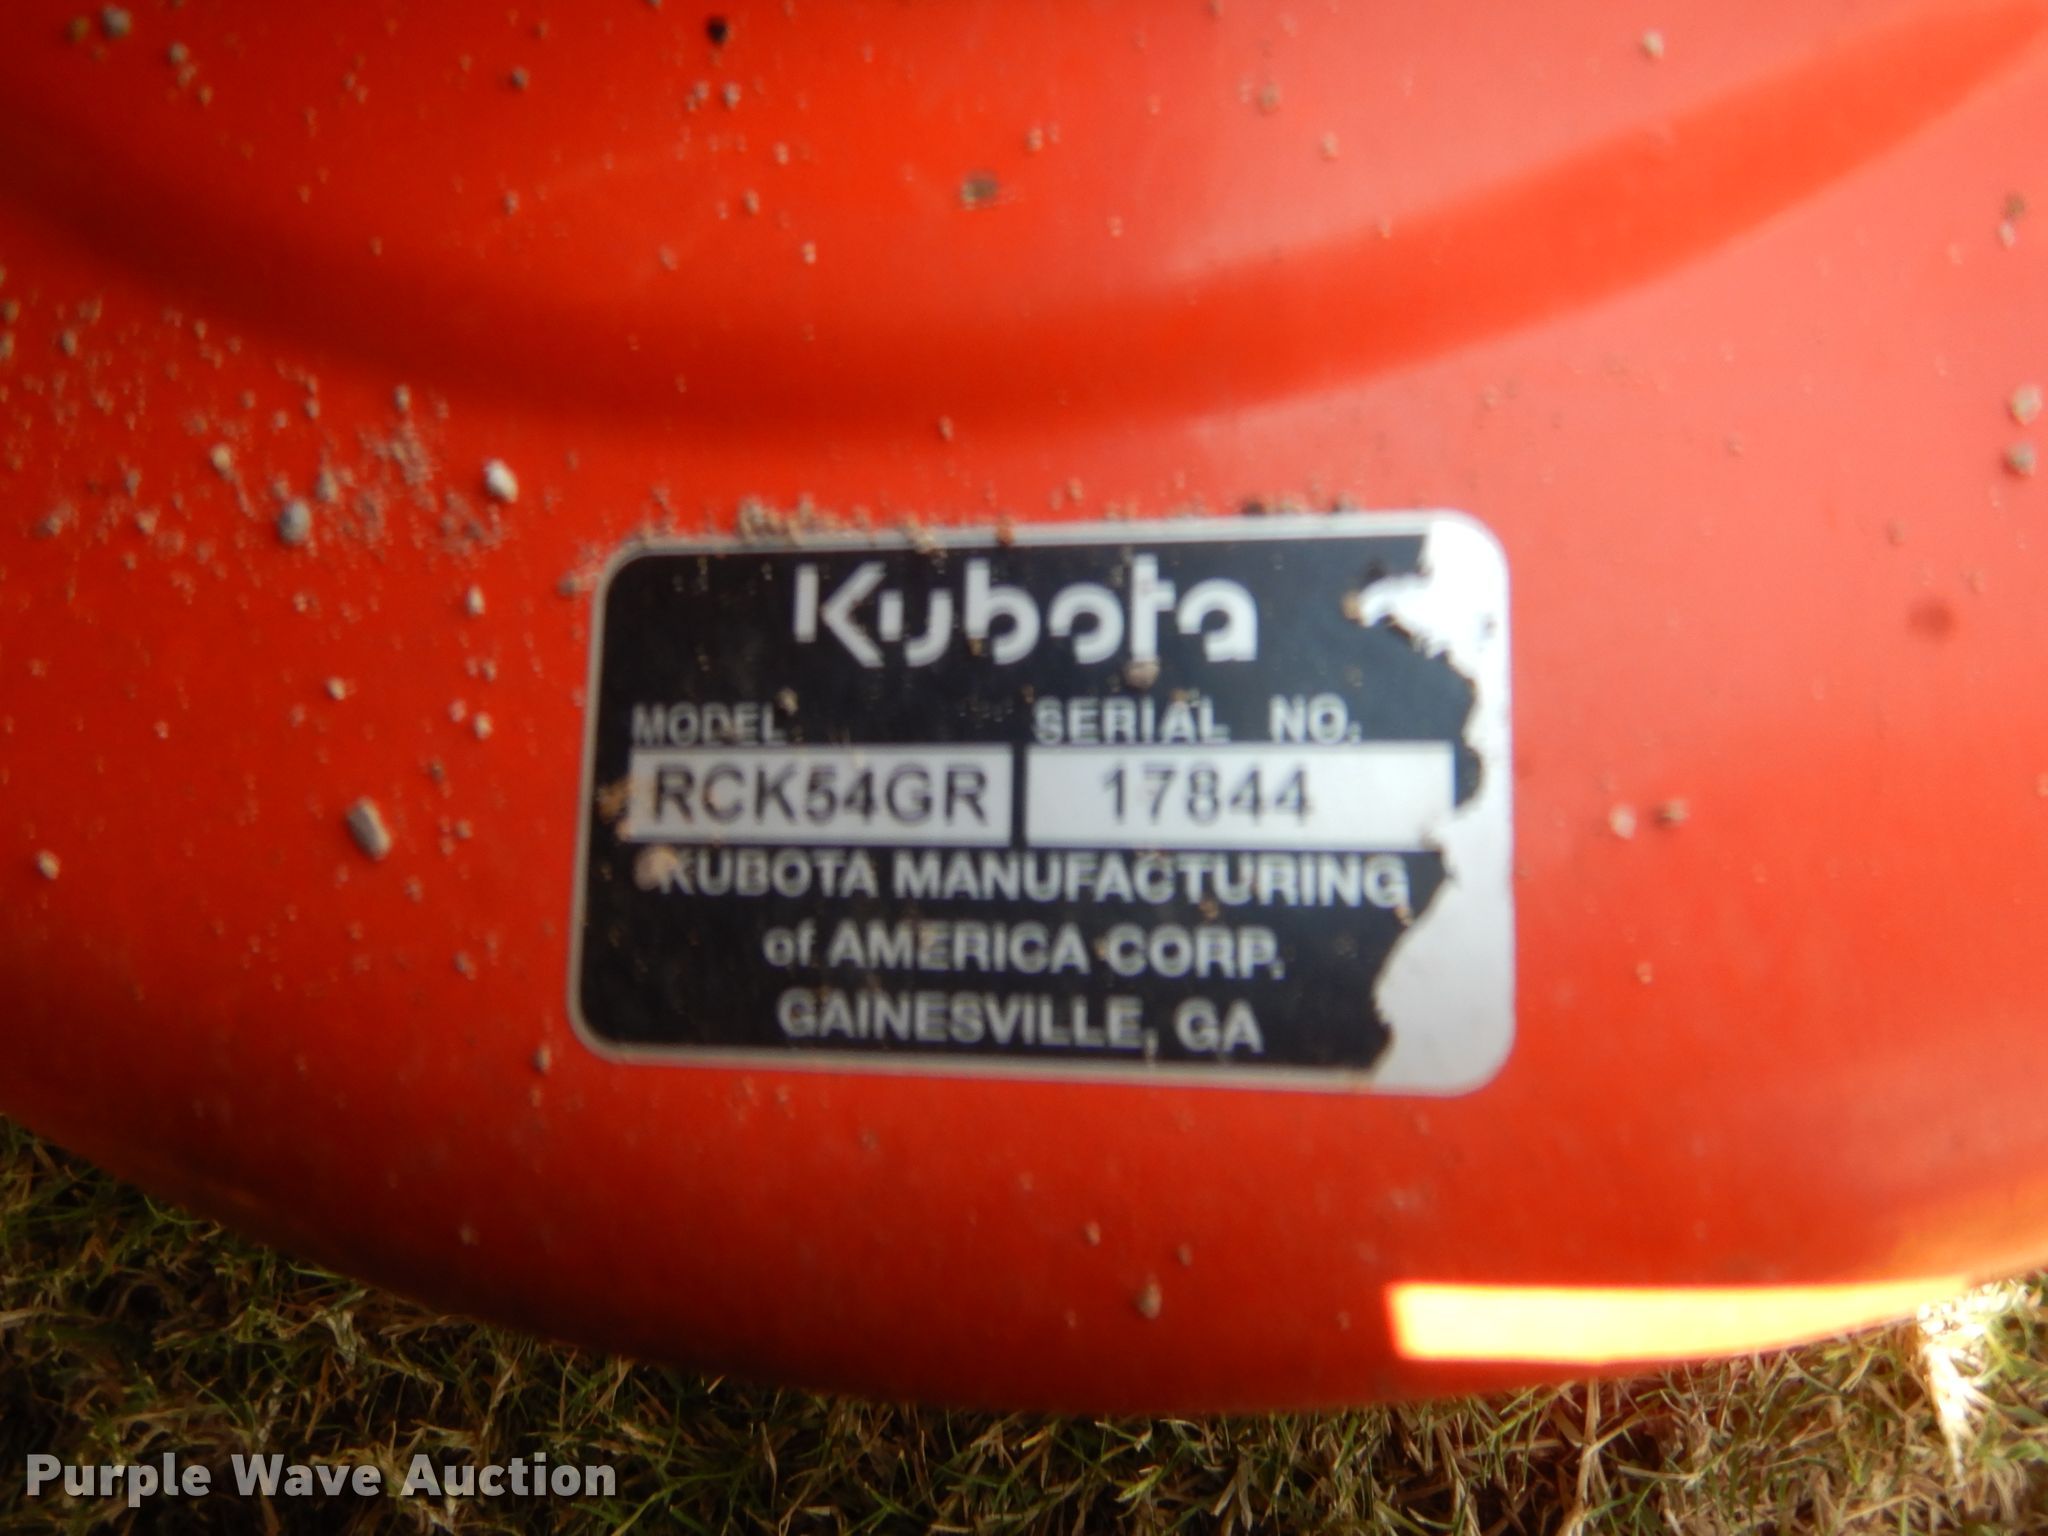 Kubota
MODEL SERIAL NO.
RCK54GR 17844
KUBOTA MANUFACTURING
of AMERICA CORP.
GAINESVILLE, GA
Purple Wave Auction